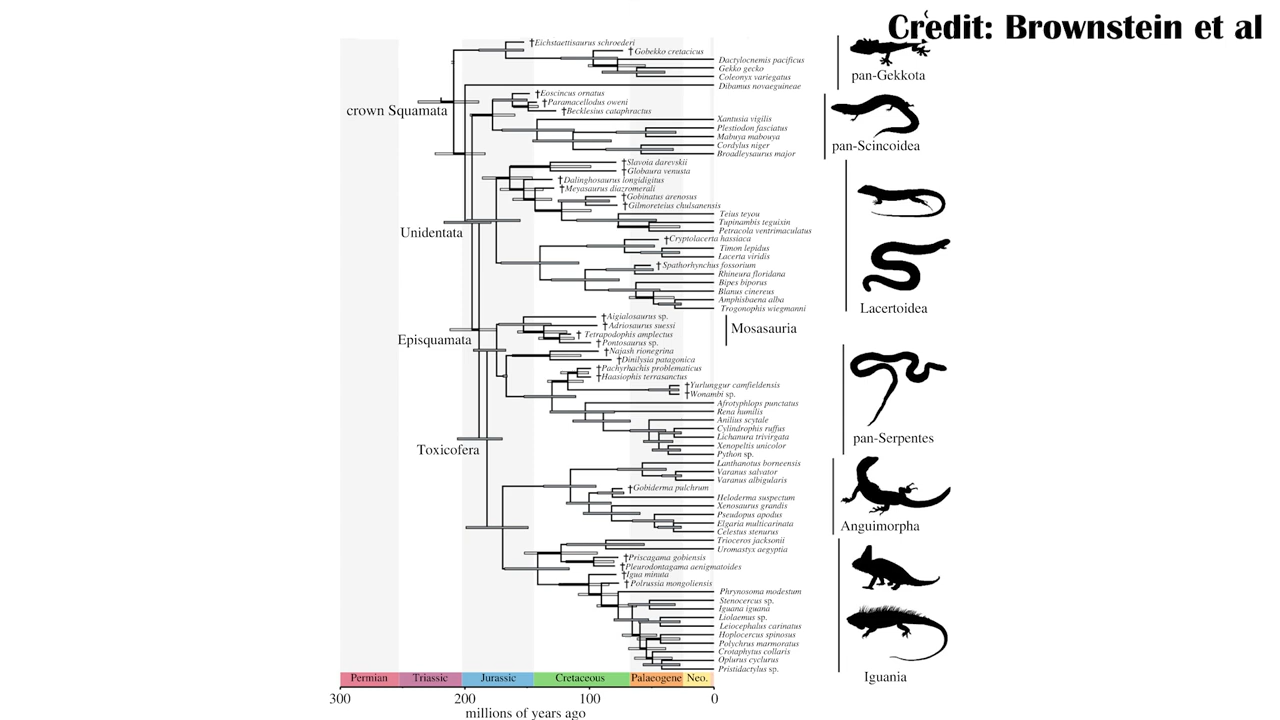 Credit: Brownstein et al
†Eichstaettisaurus schroederi
†Gobekko cretacicus
Dactylocnemis pacificus
Gekko gecko
Coleonyx variegatus
pan-Gekkota
Dibamus novaeguineae
crown Squamata
†Eoscincus ornatus
†Paramacellodus oweni
†Becklesius cataphractus
Xantusia vigilis
Plestiodon fasciatus
Mabuya mabouya
Cordylus niger
Broadleysaurus major
pan-Scincoidea
†Slavoia darevskii
†Globaura venusta
†Dalinghosaurus longidigitus
†Meyasaurus diazromerali
†Gobinatus arenosus
†Gilmoreteius chulsanensis
Teius teyou
Tupinambis teguixin
Petracola ventrimaculatus
Unidentata
†Cryptolacerta hassiaca
Timon lepidus
Lacerta viridis
†Spathorhynchus fossorium
Rhineura floridana
Bipes biporus
Blanus cinereus
Amphisbaena alba
Trogonophis wiegmanni
Lacertoidea
†Aigialosaurus sp.
†Adriosaurus suessi
†Tetrapodophis amplectus
†Pontosaurus sp.
Mosasauria
Episquamata
†Najash rionegrina
†Dinilysia patagonica
†Pachyrhachis problematicus
†Haasiophis terrasanctus
†Yurlunggur camfieldensis
†Wonambi sp.
Afrotyphlops punctatus
Rena humilis
Anilius scytale
Cylindrophis ruffus
Lichanura trivirgata
Xenopeltis unicolor
Python sp.
pan-Serpentes
Toxicofera
Lanthanotus borneensis
Varanus salvator
Varanus albigularis
†Gobiderma pulchrum
Heloderma suspectum
Xenosaurus grandis
Pseudopus apodus
Elgaria multicarinata
Celestus stenurus
Anguimorpha
Trioceros jacksonii
Uromastyx aegyptia
†Priscagama gobiensis
†Pleurodontagama aenigmatoides
†Igua minuta
†Polrussia mongoliensis
Phrynosoma modestum
Stenocercus sp.
Iguana iguana
Liolaemus sp.
Leiocephalus carinatus
Hoplocercus spinosus
Polychrus marmoratus
Crotaphytus collaris
Oplurus cyclurus
Pristidactylus sp.
Iguania
Permian Triassic Jurassic Cretaceous Palaeogene Neo.
300 200 100 0
millions of years ago